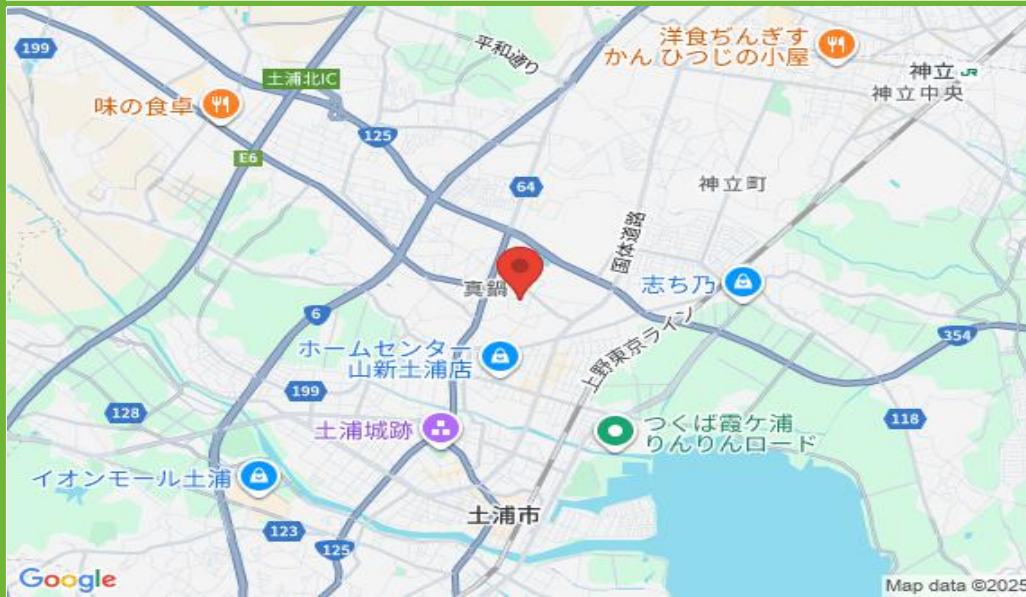 199
平和通り
洋食ぢんぎす
かん ひつじの小屋
土浦北IC
神立 JR
神立中央
味の食卓
125
E6
64
神立町
国体道路
真鍋
志ち乃
6
上野東京ライン
354
ホームセンター
山新土浦店
199
128
118
土浦城跡
つくば霞ケ浦
りんりんロード
イオンモール土浦
土浦市
123
125
Google
Map data ©2025